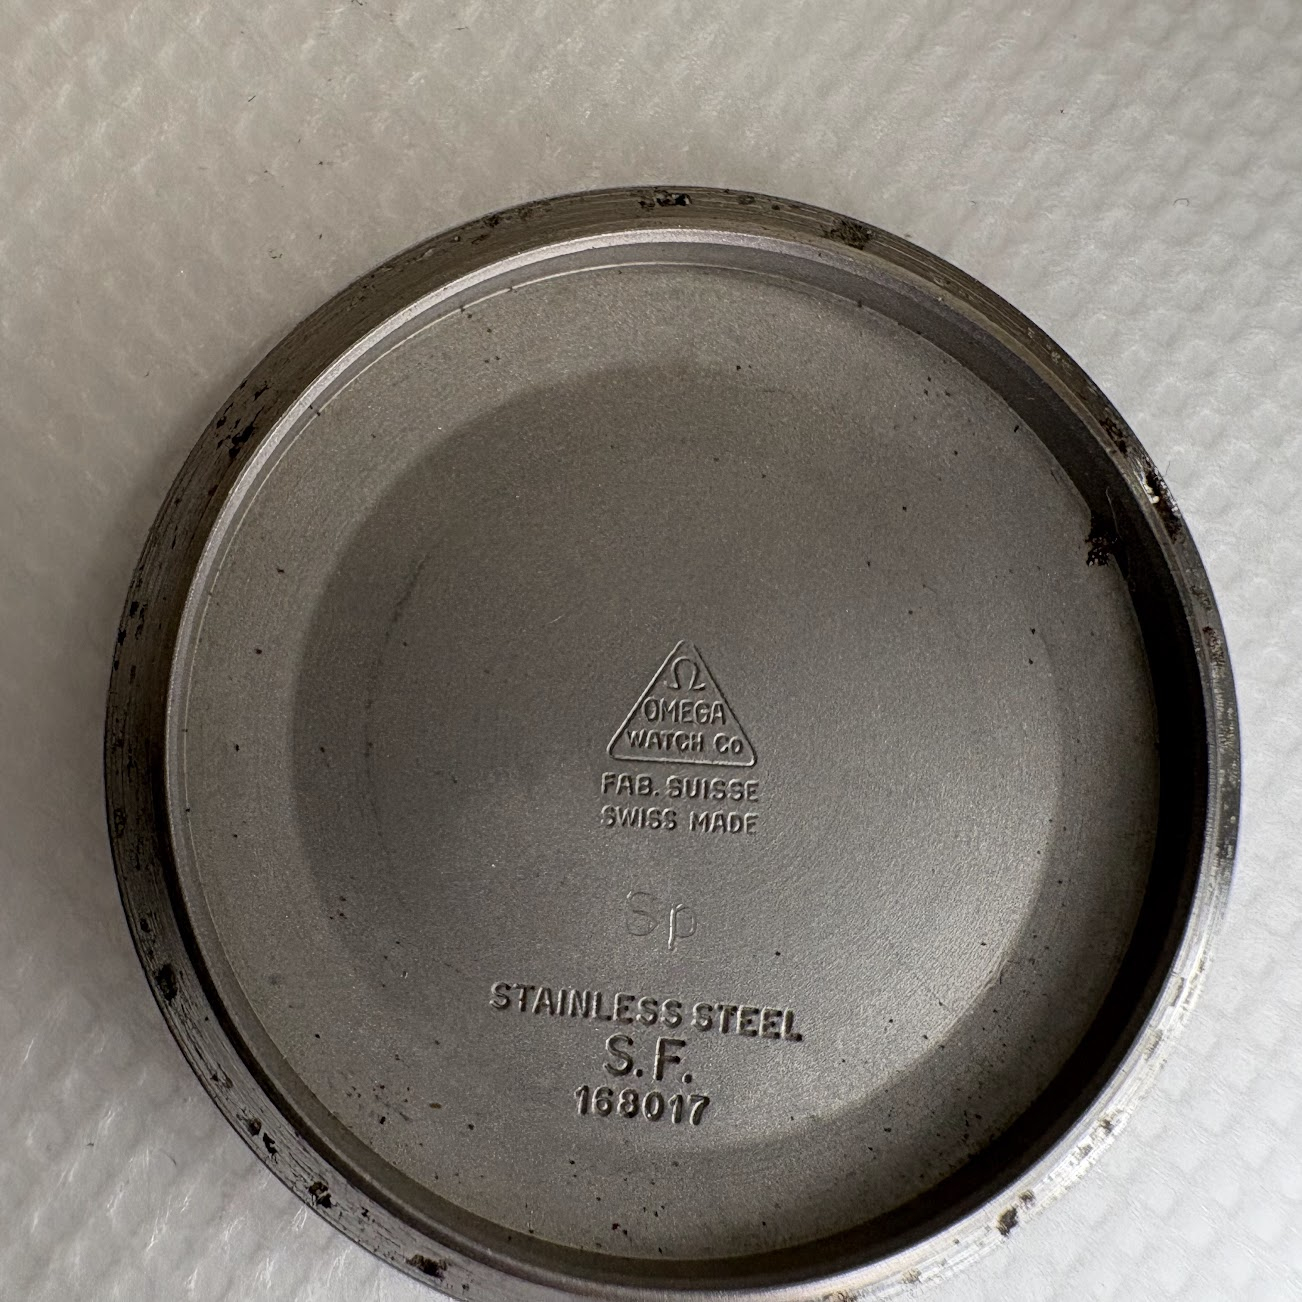 Ω
OMEGA
WATCH Co
FAB. SUISSE
SWISS MADE
Sp
STAINLESS STEEL
S.F.
168017